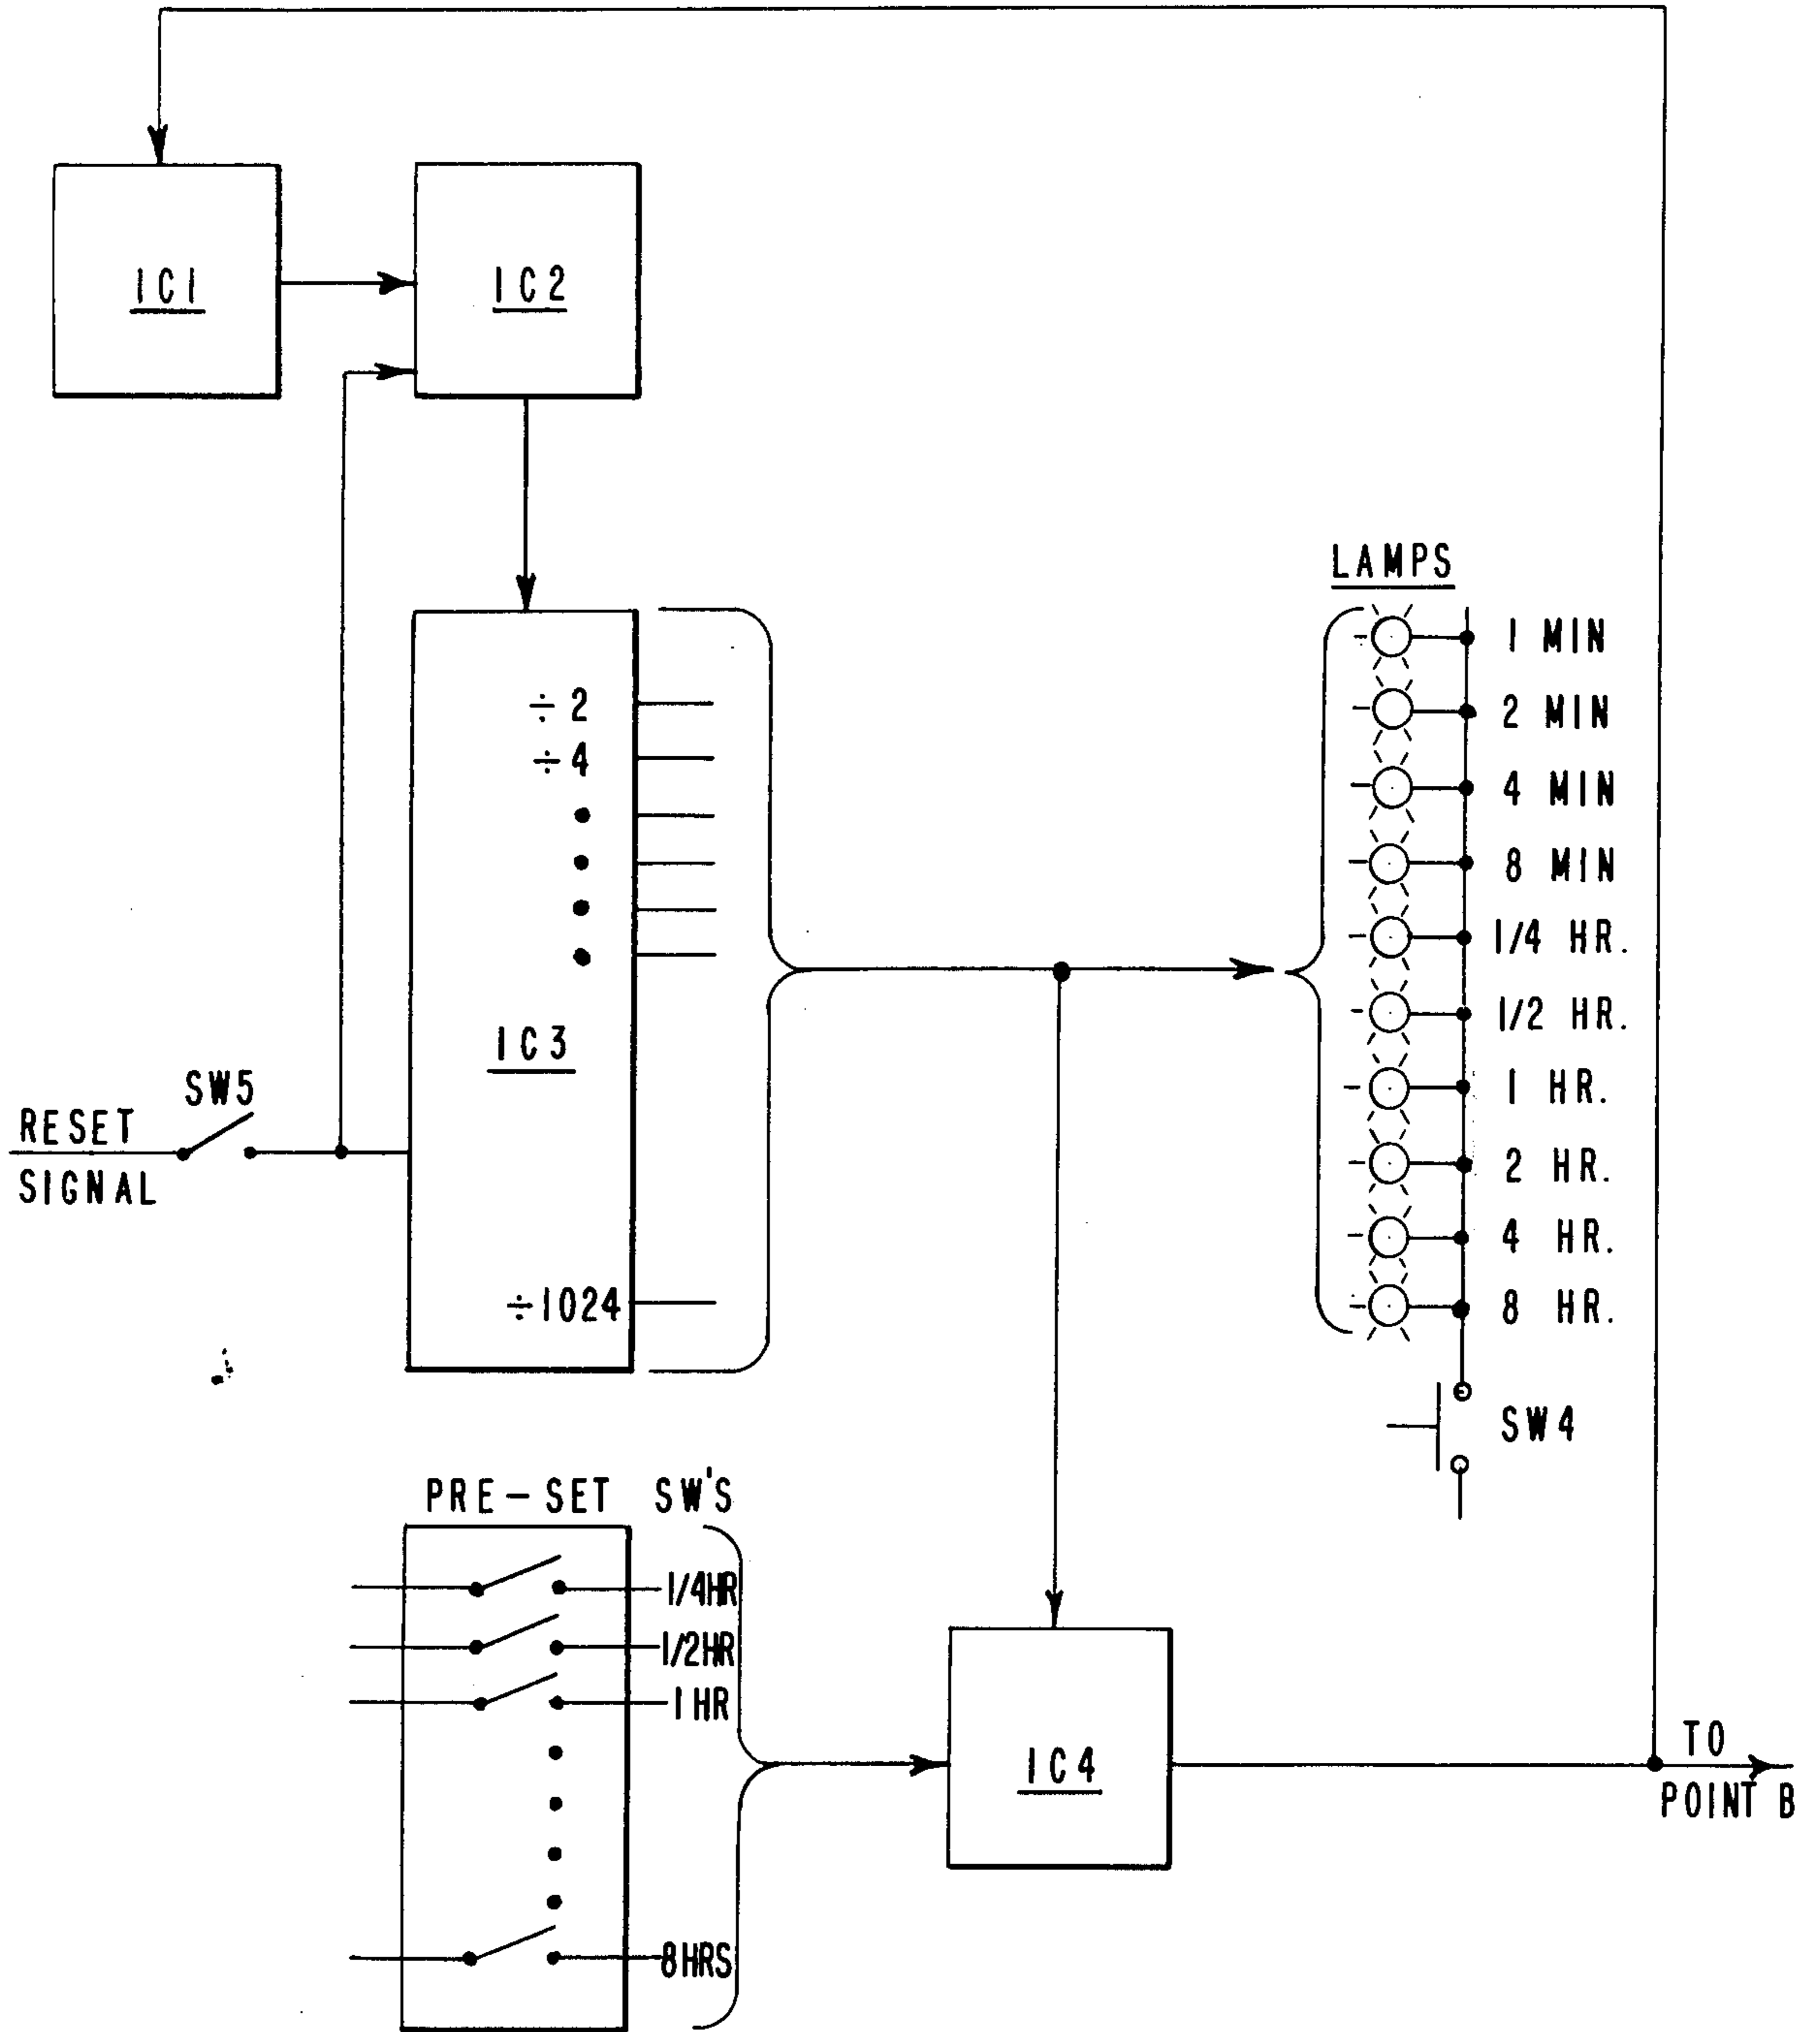 IC1
IC2
LAMPS
1 MIN
2 MIN
4 MIN
8 MIN
1/4 HR.
1/2 HR.
1 HR.
2 HR.
4 HR.
8 HR.
÷2
÷4
IC3
÷1024
SW5
RESET
SIGNAL
SW4
PRE-SET SW'S
1/4HR
1/2HR
1 HR
8HRS
IC4
TO
POINT B